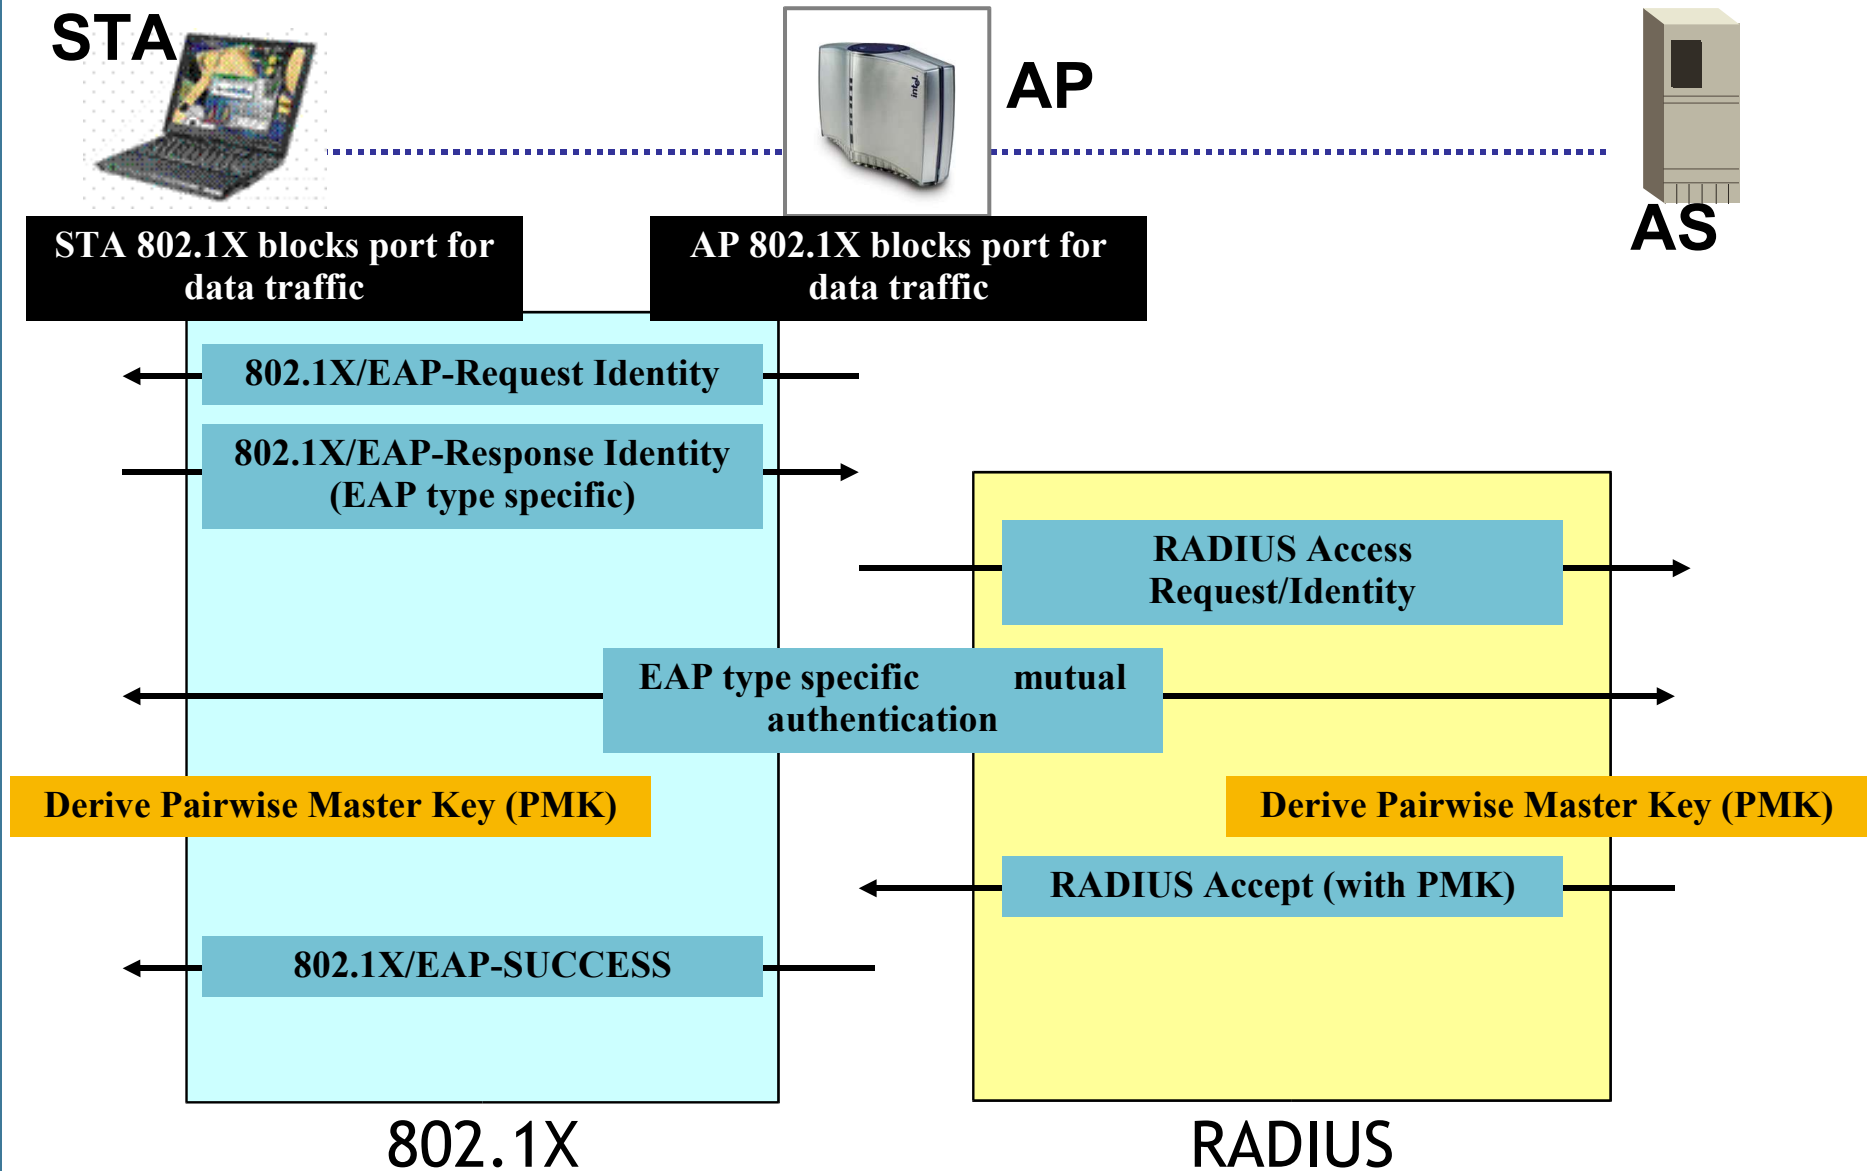 STA
AP
intel
AS
STA 802.1X blocks port for
data traffic
AP 802.1X blocks port for
data traffic
802.1X/EAP-Request Identity
802.1X/EAP-Response Identity
(EAP type specific)
RADIUS Access
Request/Identity
EAP type specific mutual
authentication
Derive Pairwise Master Key (PMK)
Derive Pairwise Master Key (PMK)
RADIUS Accept (with PMK)
802.1X/EAP-SUCCESS
802.1X
RADIUS